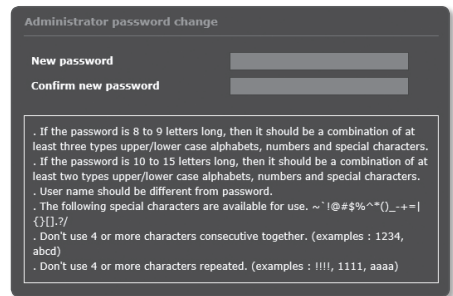 Administrator password change
New password
Confirm new password
. If the password is 8 to 9 letters long, then it should be a combination of at
least three types upper/lower case alphabets, numbers and special characters.
. If the password is 10 to 15 letters long, then it should be a combination of at
least two types upper/lower case alphabets, numbers and special characters.
. User name should be different from password.
. The following special characters are available for use. ~`!@#$%^*()_-+=|
{}[].?/
. Don't use 4 or more characters consecutive together. (examples : 1234,
abcd)
. Don't use 4 or more characters repeated. (examples : !!!!, 1111, aaaa)